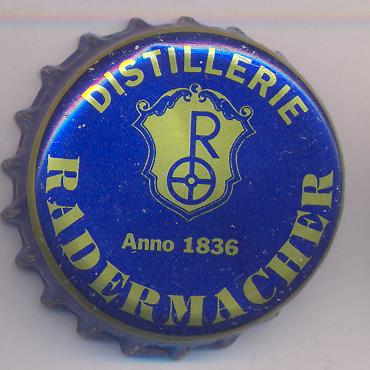 DISTILLERIE
R
Anno 1836
RADERMACHER